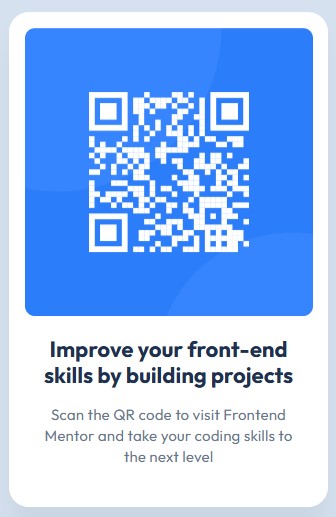 Improve your front-end
skills by building projects
Scan the QR code to visit Frontend
Mentor and take your coding skills to
the next level